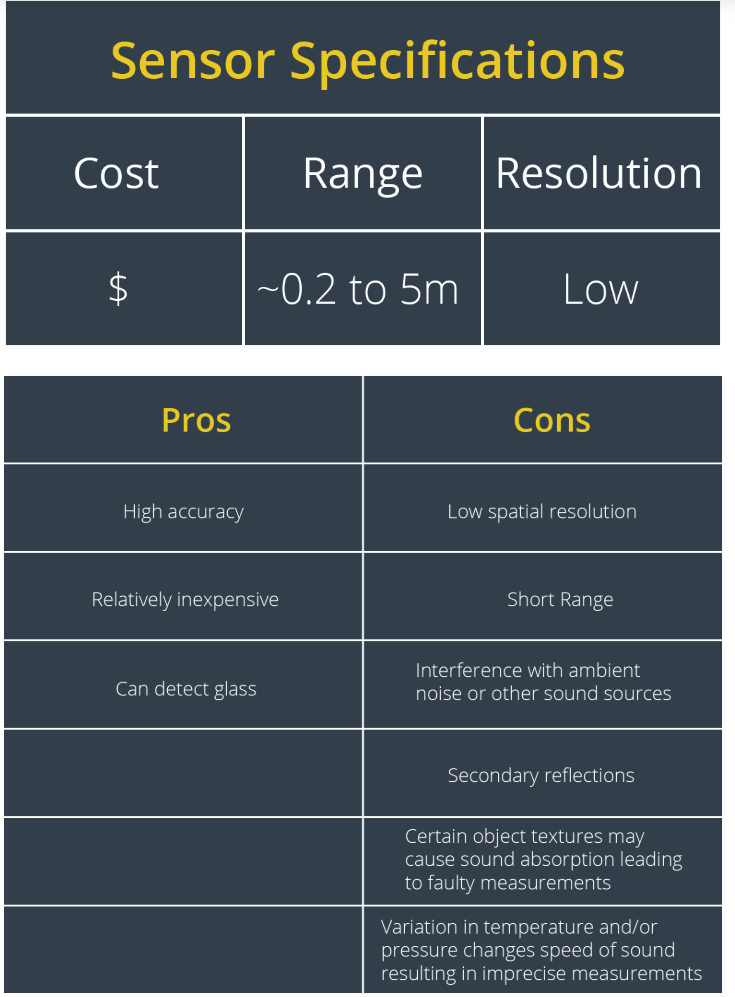 Sensor Specifications
Cost Range Resolution
$ ~0.2 to 5m Low
Pros Cons
High accuracy Low spatial resolution
Relatively inexpensive Short Range
Can detect glass
Interference with ambient
noise or other sound sources
Secondary reflections
Certain object textures may
cause sound absorption leading
to faulty measurements
Variation in temperature and/or
pressure changes speed of sound
resulting in imprecise measurements